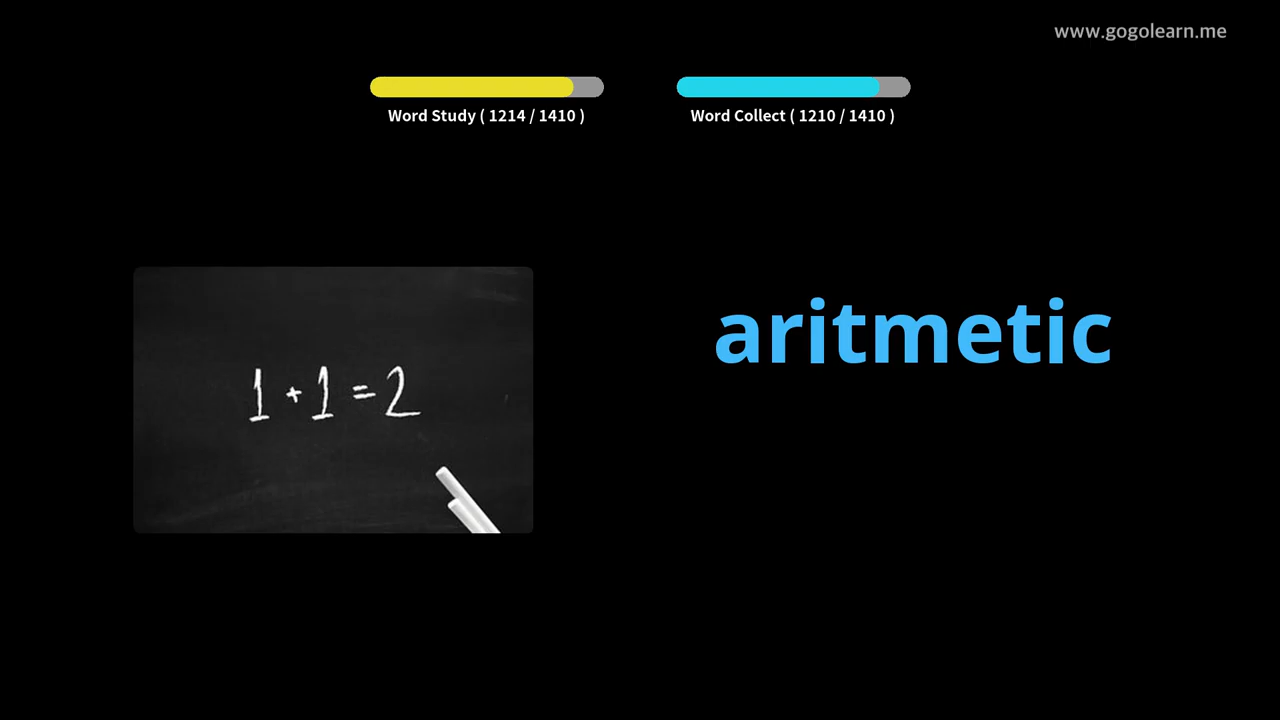 www.gogolearn.me
Word Study ( 1214 / 1410 )
Word Collect ( 1210 / 1410 )
1 + 1 = 2
aritmetic